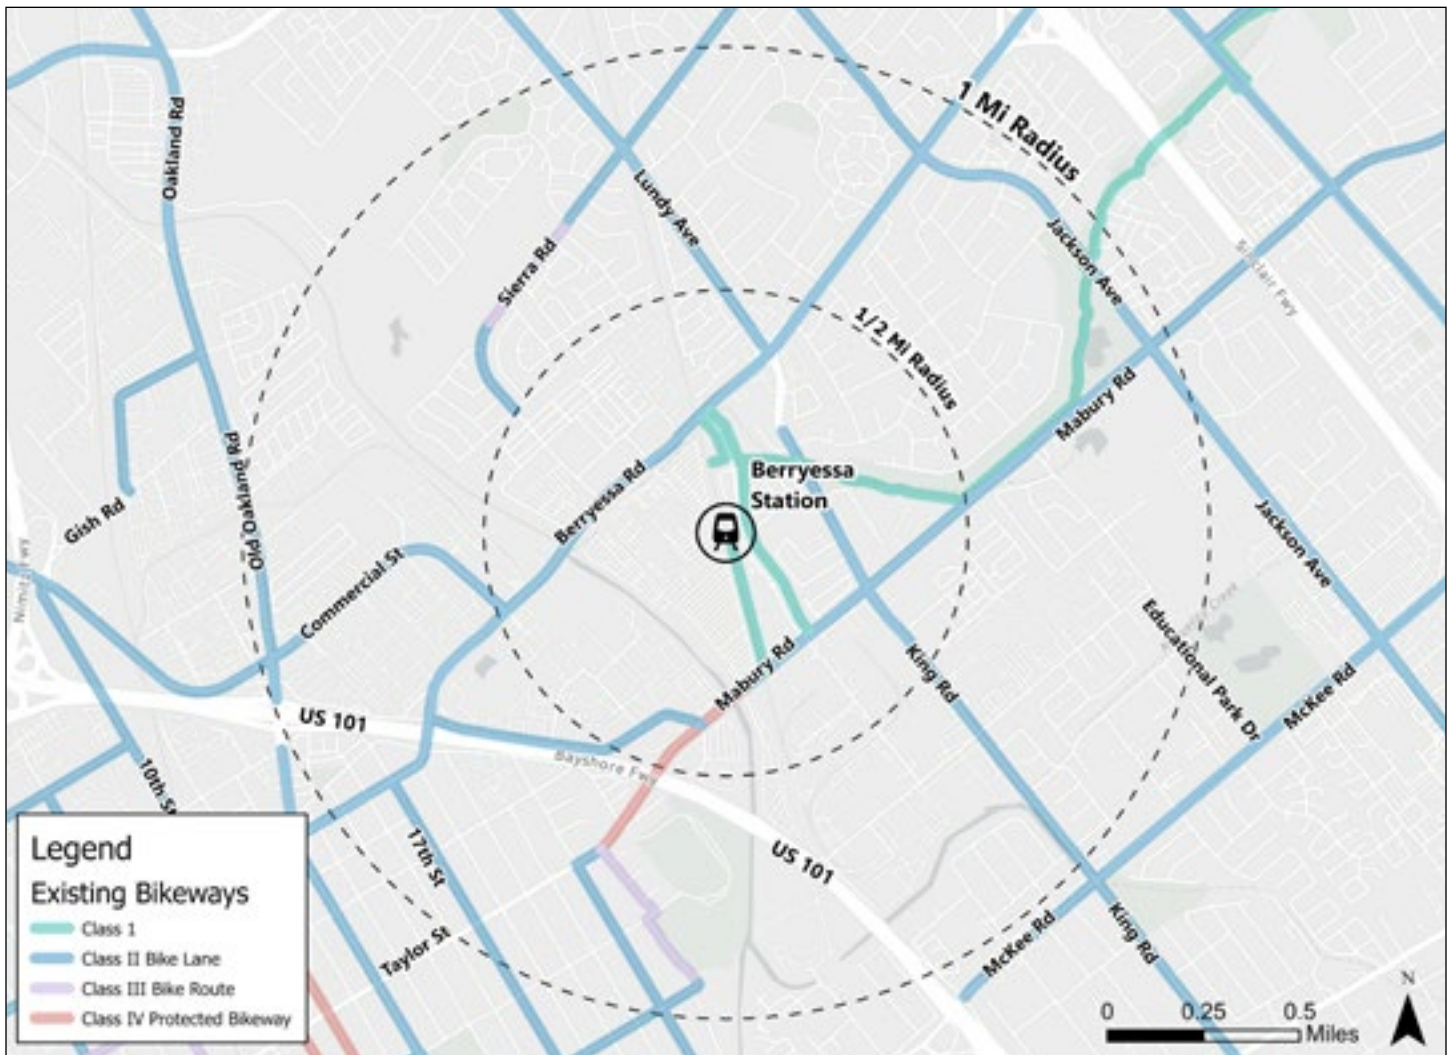 1 Mi Radius
Oakland Rd
Lundy Ave
Sierra Rd
Jackson Ave
Sinclair Fwy
1/2 Mi Radius
Mabury Rd
Berryessa
Station
Berryessa Rd
Old Oakland Rd
Gish Rd
Nimitz Fwy
Commercial St
Jackson Ave
Educational Park Dr
King Rd
Mabury Rd
McKee Rd
US 101
Bayshore Fwy
10th St
17th St
US 101
Taylor St
McKee Rd
King Rd
Legend
Existing Bikeways
Class 1
Class II Bike Lane
Class III Bike Route
Class IV Protected Bikeway
N
0 0.25 0.5
Miles